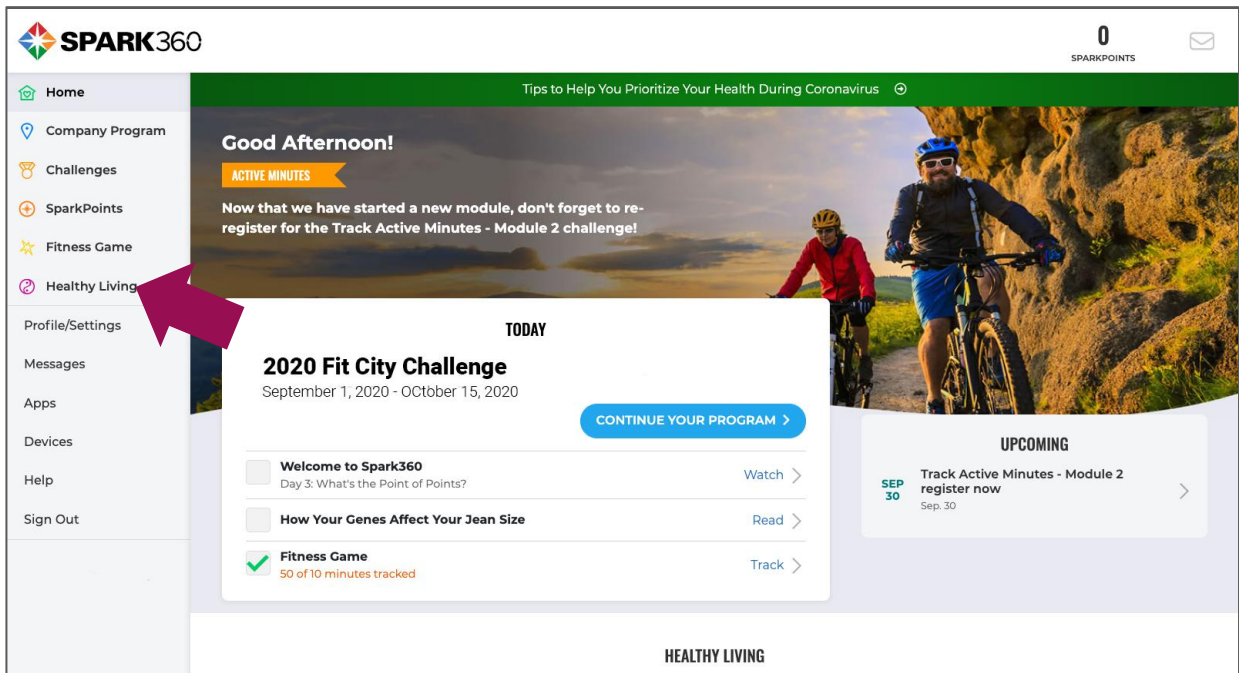 SPARK360
0
SPARKPOINTS
Home
Company Program
Challenges
SparkPoints
Fitness Game
Healthy Living
Profile/Settings
Messages
Apps
Devices
Help
Sign Out
Tips to Help You Prioritize Your Health During Coronavirus
Good Afternoon!
ACTIVE MINUTES
Now that we have started a new module, don't forget to re-
register for the Track Active Minutes - Module 2 challenge!
TODAY
2020 Fit City Challenge
September 1, 2020 - OCtober 15, 2020
CONTINUE YOUR PROGRAM >
Welcome to Spark360
Day 3: What's the Point of Points?
Watch
How Your Genes Affect Your Jean Size
Read
Fitness Game
50 of 10 minutes tracked
Track
UPCOMING
SEP
30
Track Active Minutes - Module 2
register now
Sep. 30
HEALTHY LIVING